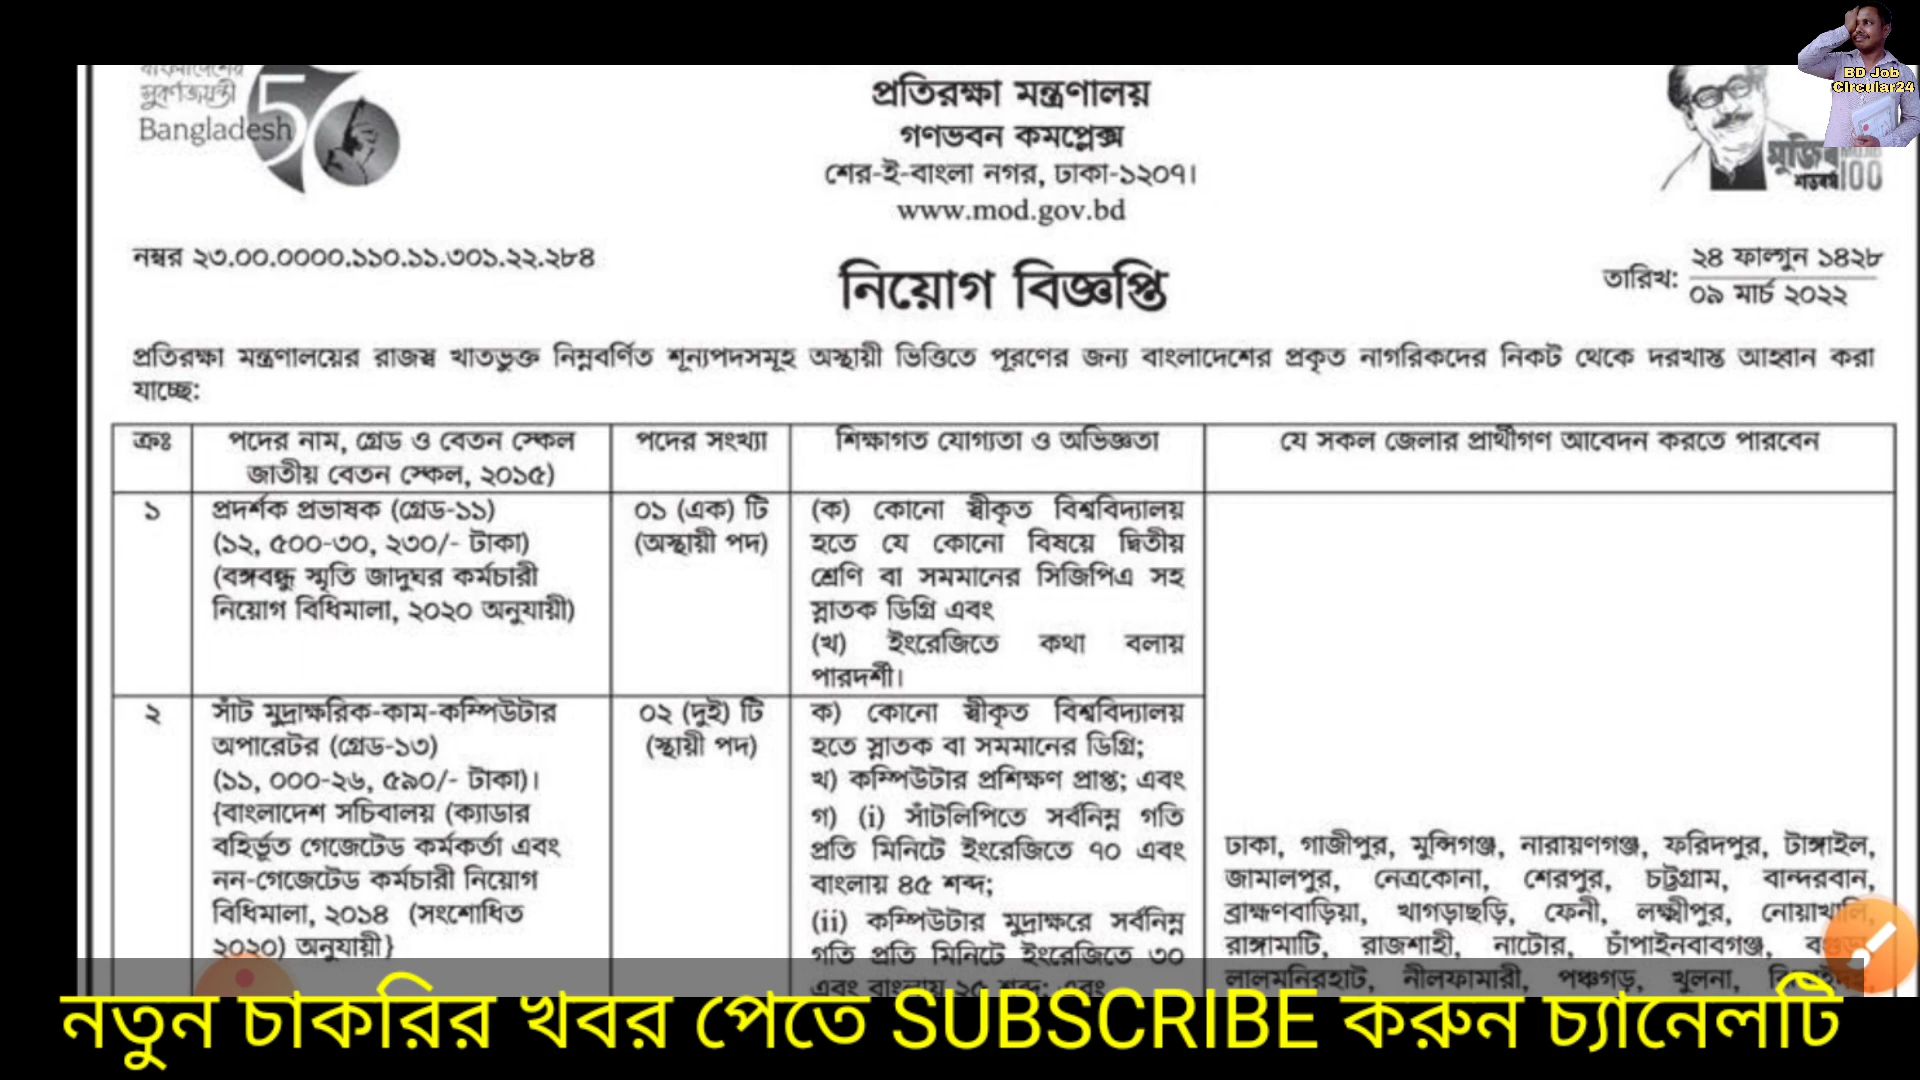 সুবর্ণজয়ন্তী
Bangladesh
50
প্রতিরক্ষা মন্ত্রণালয়
গণভবন কমপ্লেক্স
শের-ই-বাংলা নগর, ঢাকা-১২০৭।
www.mod.gov.bd
BD Job
Circular24
মুজিব
শতবর্ষ 100
নম্বর ২৩.০০.০০০০.১১০.১১.৩০১.২২.২৮৪
নিয়োগ বিজ্ঞপ্তি
তারিখ:
২৪ ফাল্গুন ১৪২৮
০৯ মার্চ ২০২২
প্রতিরক্ষা মন্ত্রণালয়ের রাজস্ব খাতভুক্ত নিম্নবর্ণিত শূন্যপদসমূহ অস্থায়ী ভিত্তিতে পূরণের জন্য বাংলাদেশের প্রকৃত নাগরিকদের নিকট থেকে দরখাস্ত আহ্বান করা
যাচ্ছে:
ক্রঃ
পদের নাম, গ্রেড ও বেতন স্কেল
জাতীয় বেতন স্কেল, ২০১৫)
পদের সংখ্যা
শিক্ষাগত যোগ্যতা ও অভিজ্ঞতা
যে সকল জেলার প্রার্থীগণ আবেদন করতে পারবেন
১
প্রদর্শক প্রভাষক (গ্রেড-১১)
(১২, ৫০০-৩০, ২৩০/- টাকা)
(বঙ্গবন্ধু স্মৃতি জাদুঘর কর্মচারী
নিয়োগ বিধিমালা, ২০২০ অনুযায়ী)
০১ (এক) টি
(অস্থায়ী পদ)
(ক) কোনো স্বীকৃত বিশ্ববিদ্যালয়
হতে যে কোনো বিষয়ে দ্বিতীয়
শ্রেণি বা সমমানের সিজিপিএ সহ
স্নাতক ডিগ্রি এবং
(খ) ইংরেজিতে কথা বলায়
পারদর্শী।
২
সাঁট মুদ্রাক্ষরিক-কাম-কম্পিউটার
অপারেটর (গ্রেড-১৩)
(১১, ০০০-২৬, ৫৯০/- টাকা)।
{বাংলাদেশ সচিবালয় (ক্যাডার
বহির্ভূত গেজেটেড কর্মকর্তা এবং
নন-গেজেটেড কর্মচারী নিয়োগ
বিধিমালা, ২০১৪ (সংশোধিত
২০২০) অনুযায়ী}
০২ (দুই) টি
(স্থায়ী পদ)
ক) কোনো স্বীকৃত বিশ্ববিদ্যালয়
হতে স্নাতক বা সমমানের ডিগ্রি;
খ) কম্পিউটার প্রশিক্ষণ প্রাপ্ত; এবং
গ) (i) সাঁটলিপিতে সর্বনিম্ন গতি
প্রতি মিনিটে ইংরেজিতে ৭০ এবং
বাংলায় ৪৫ শব্দ;
(ii) কম্পিউটার মুদ্রাক্ষরে সর্বনিম্ন
গতি প্রতি মিনিটে ইংরেজিতে ৩০
এবং বাংলায় ২৫ শব্দ; এবং
ঢাকা, গাজীপুর, মুন্সিগঞ্জ, নারায়ণগঞ্জ, ফরিদপুর, টাঙ্গাইল,
জামালপুর, নেত্রকোনা, শেরপুর, চট্টগ্রাম, বান্দরবান,
ব্রাহ্মণবাড়িয়া, খাগড়াছড়ি, ফেনী, লক্ষ্মীপুর, নোয়াখালি,
রাঙ্গামাটি, রাজশাহী, নাটোর, চাঁপাইনবাবগঞ্জ,
লালমনিরহাট, নীলফামারী, পঞ্চগড়, খুলনা,
নতুন চাকরির খবর পেতে SUBSCRIBE করুন চ্যানেলটি